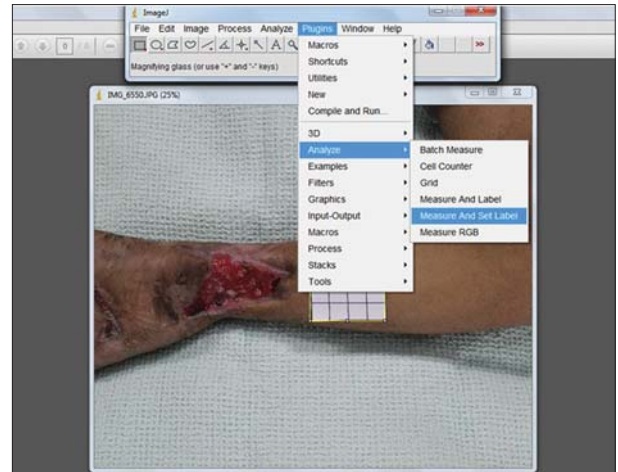 ImageJ
File Edit Image Process Analyze Plugins Window Help
Magnifying glass (or use "+" and "-" keys)
IMG_6550.JPG (25%)
Macros
Shortcuts
Utilities
New
Compile and Run...
3D
Analyze
Examples
Filters
Graphics
Input-Output
Macros
Process
Stacks
Tools
Batch Measure
Cell Counter
Grid
Measure And Label
Measure And Set Label
Measure RGB